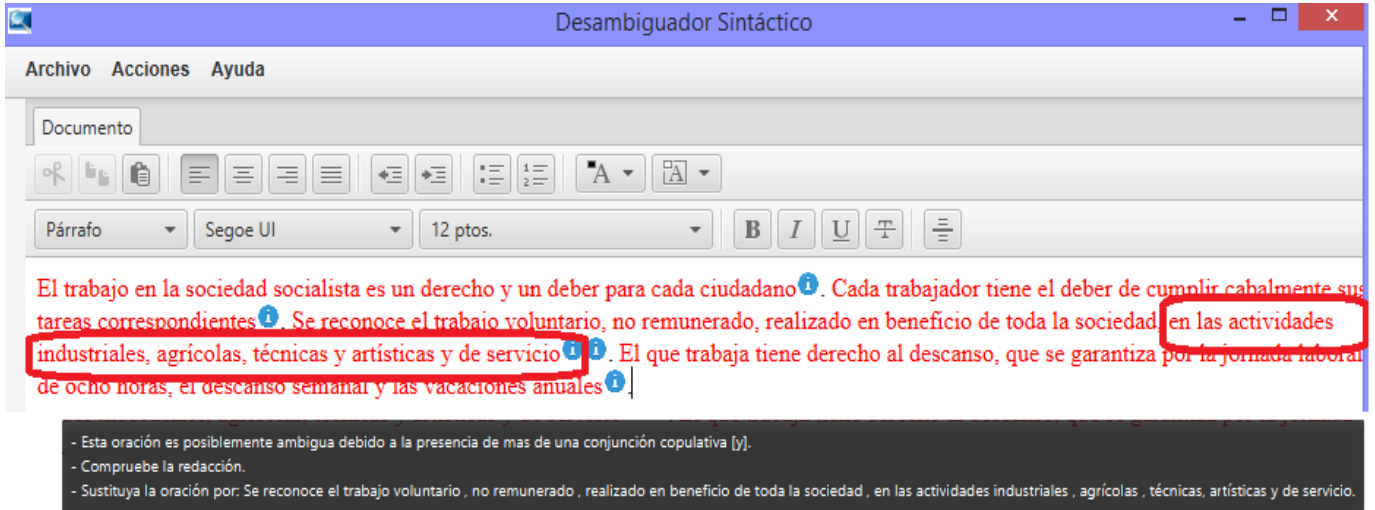 Desambiguador Sintáctico
Archivo Acciones Ayuda
Documento
Párrafo Segoe UI 12 ptos. B I U T
El trabajo en la sociedad socialista es un derecho y un deber para cada ciudadano. Cada trabajador tiene el deber de cumplir cabalmente sus
tareas correspondientes. Se reconoce el trabajo voluntario, no remunerado, realizado en beneficio de toda la sociedad, en las actividades
industriales, agrícolas, técnicas y artísticas y de servicio. El que trabaja tiene derecho al descanso, que se garantiza por la jornada laboral
de ocho horas, el descanso semanal y las vacaciones anuales.
- Esta oración es posiblemente ambigua debido a la presencia de mas de una conjunción copulativa [y].
- Compruebe la redacción.
- Sustituya la oración por: Se reconoce el trabajo voluntario , no remunerado , realizado en beneficio de toda la sociedad , en las actividades industriales , agrícolas , técnicas, artísticas y de servicio.